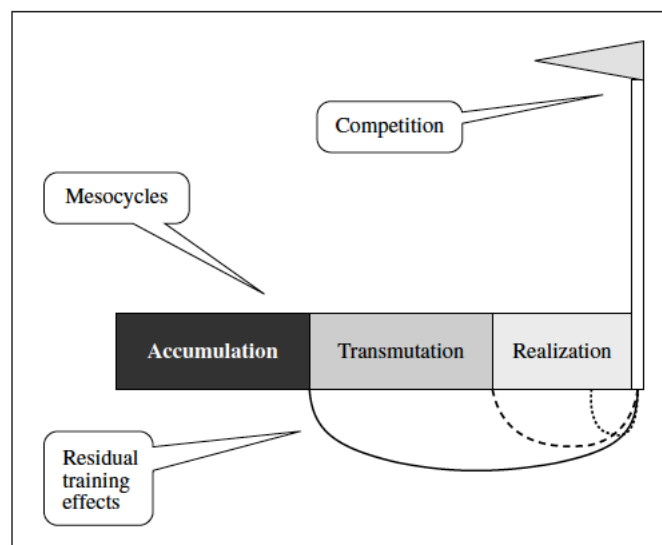 Competition
Mesocycles
Accumulation
Transmutation
Realization
Residual
training
effects